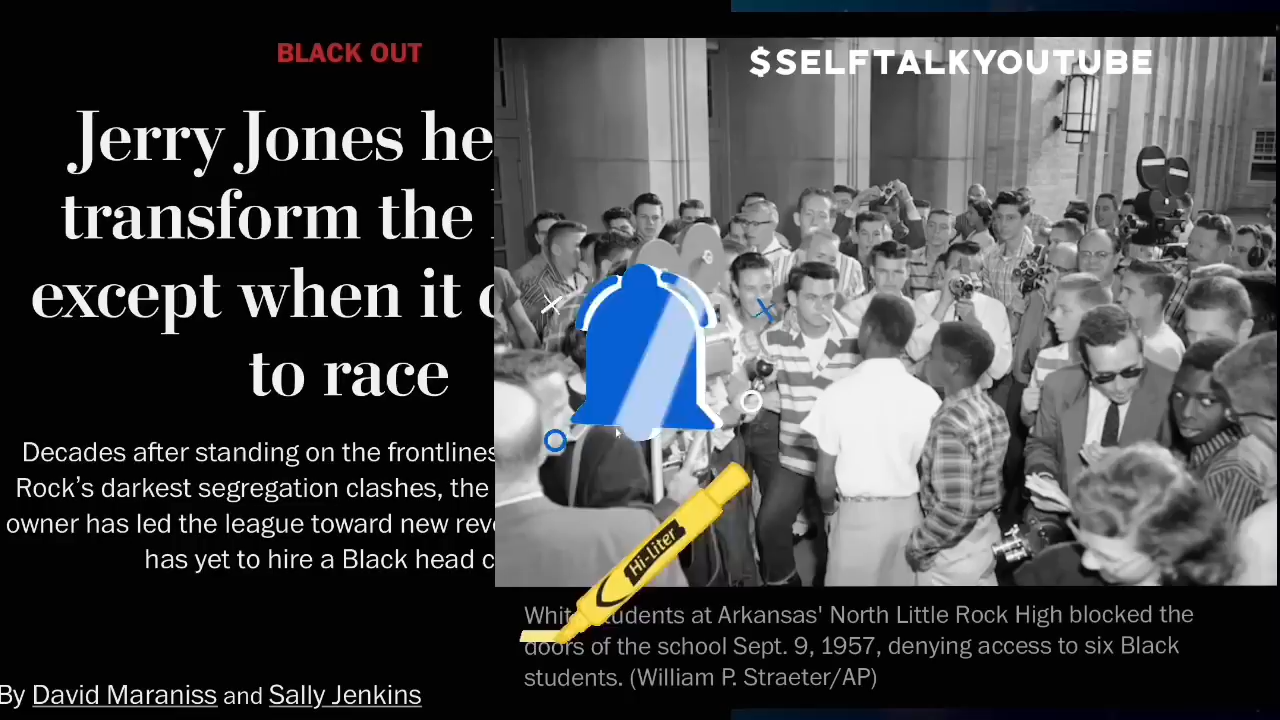 BLACK OUT
Jerry Jones he
transform the
except when it
to race
Decades after standing on the frontlines
Rock's darkest segregation clashes, the
owner has led the league toward new rev
has yet to hire a Black head
By David Maraniss and Sally Jenkins
$SELFTALKYOUTUBE
Hi-Liter
students at Arkansas' North Little Rock High blocked the
doors of the school Sept. 9, 1957, denying access to six Black
students. (William P. Straeter/AP)